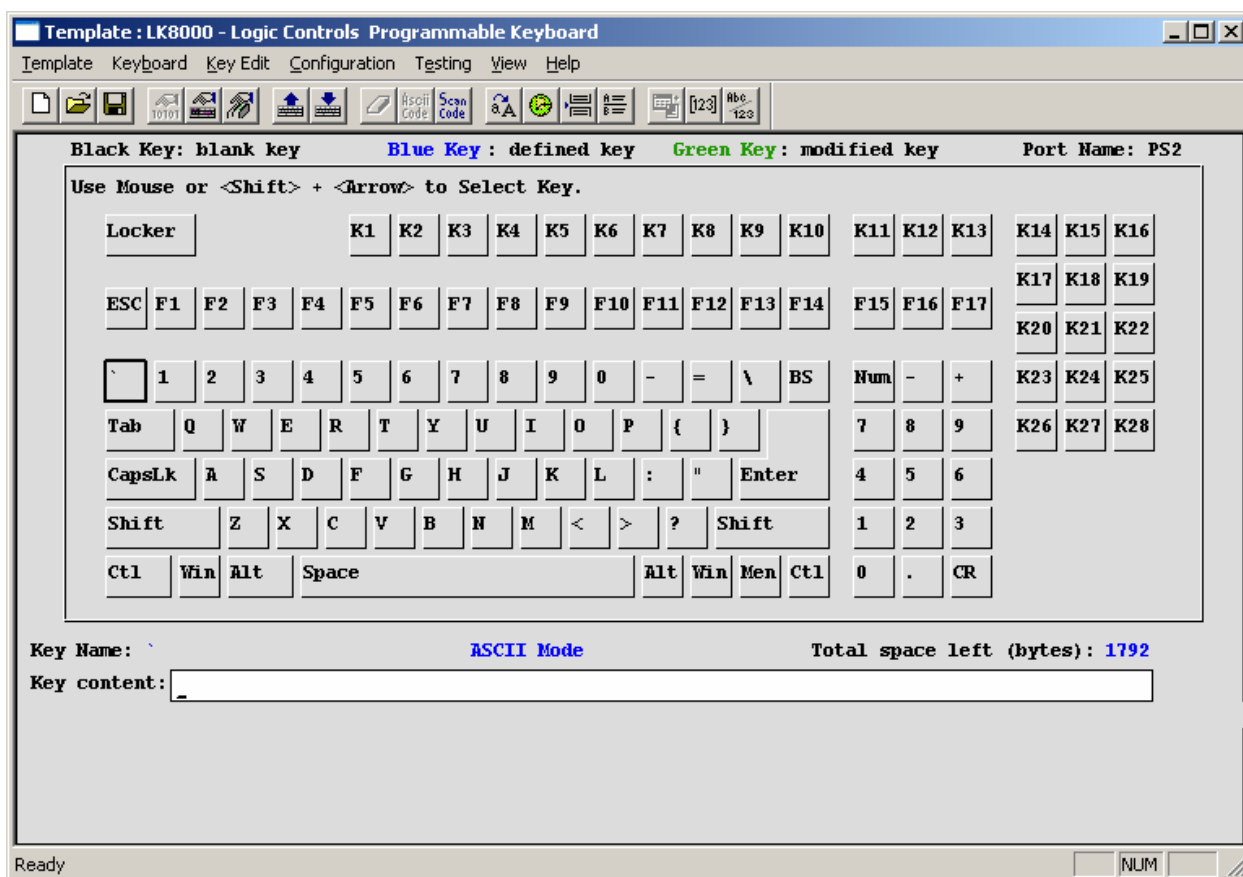 Template : LK8000 - Logic Controls Programmable Keyboard
Template Keyboard Key Edit Configuration Testing View Help
10101 Ascii Code Scan Code aA [123] Abc 123
Black Key: blank key Blue Key : defined key Green Key : modified key Port Name: PS2
Use Mouse or <Shift> + <Arrow> to Select Key.
Locker K1 K2 K3 K4 K5 K6 K7 K8 K9 K10 K11 K12 K13 K14 K15 K16
K17 K18 K19
ESC F1 F2 F3 F4 F5 F6 F7 F8 F9 F10 F11 F12 F13 F14 F15 F16 F17
K20 K21 K22
` 1 2 3 4 5 6 7 8 9 0 - = \ BS Num - + K23 K24 K25
Tab Q W E R T Y U I O P { } 7 8 9 K26 K27 K28
CapsLk A S D F G H J K L : " Enter 4 5 6
Shift Z X C V B N M < > ? Shift 1 2 3
Ctl Win Alt Space Alt Win Men Ctl 0 . CR
Key Name: ` ASCII Mode Total space left (bytes) : 1792
Key content:
Ready NUM